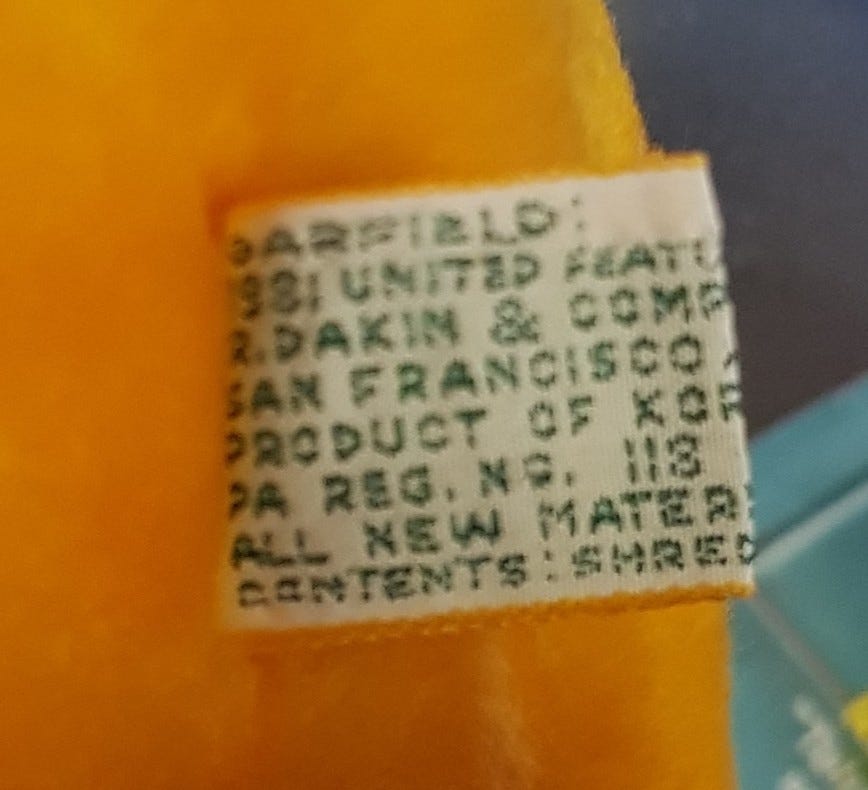 GARFIELD:
1981 UNITED FEATU
R.DAKIN & COMP
SAN FRANCISCO,
PRODUCT OF KOR
PA REG. NO. 118
ALL NEW MATER
CONTENTS:SHRED